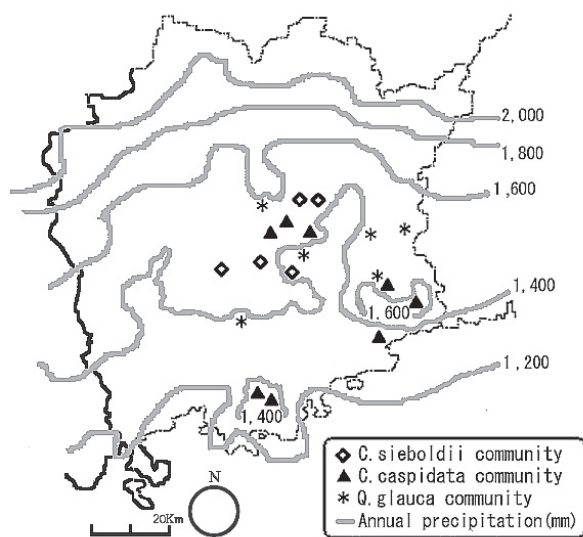 2,000
1,800
1,600
1,400
1,600
1,200
1,400
C.sieboldii community
C.caspidata community
Q.glauca community
Annual precipitation(mm)
N
20Km